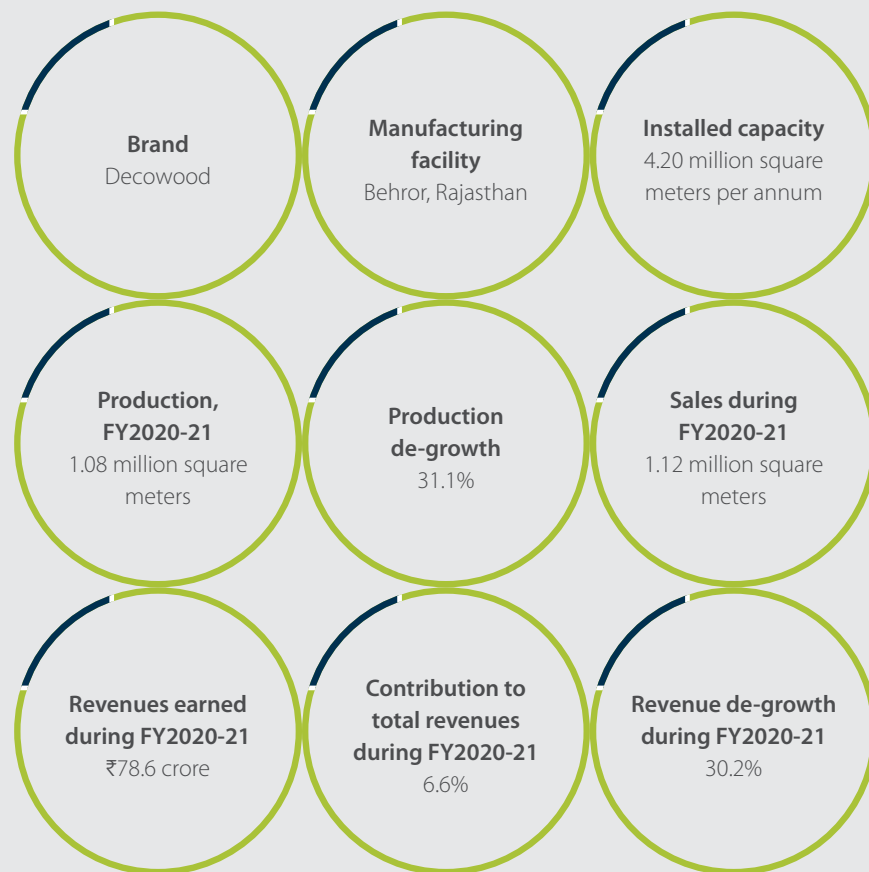 Brand
Decowood
Manufacturing
facility
Behror, Rajasthan
Installed capacity
4.20 million square
meters per annum
Production,
FY2020-21
1.08 million square
meters
Production
de-growth
31.1%
Sales during
FY2020-21
1.12 million square
meters
Revenues earned
during FY2020-21
₹78.6 crore
Contribution to
total revenues
during FY2020-21
6.6%
Revenue de-growth
during FY2020-21
30.2%